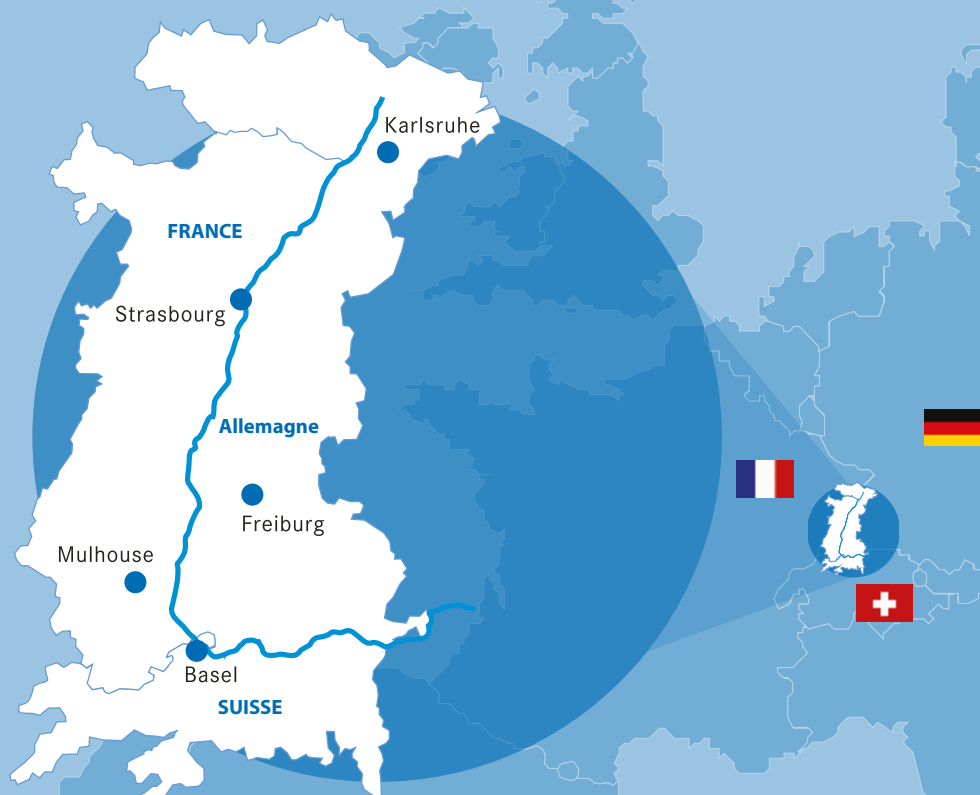 Karlsruhe
FRANCE
Strasbourg
Allemagne
Freiburg
Mulhouse
Basel
SUISSE